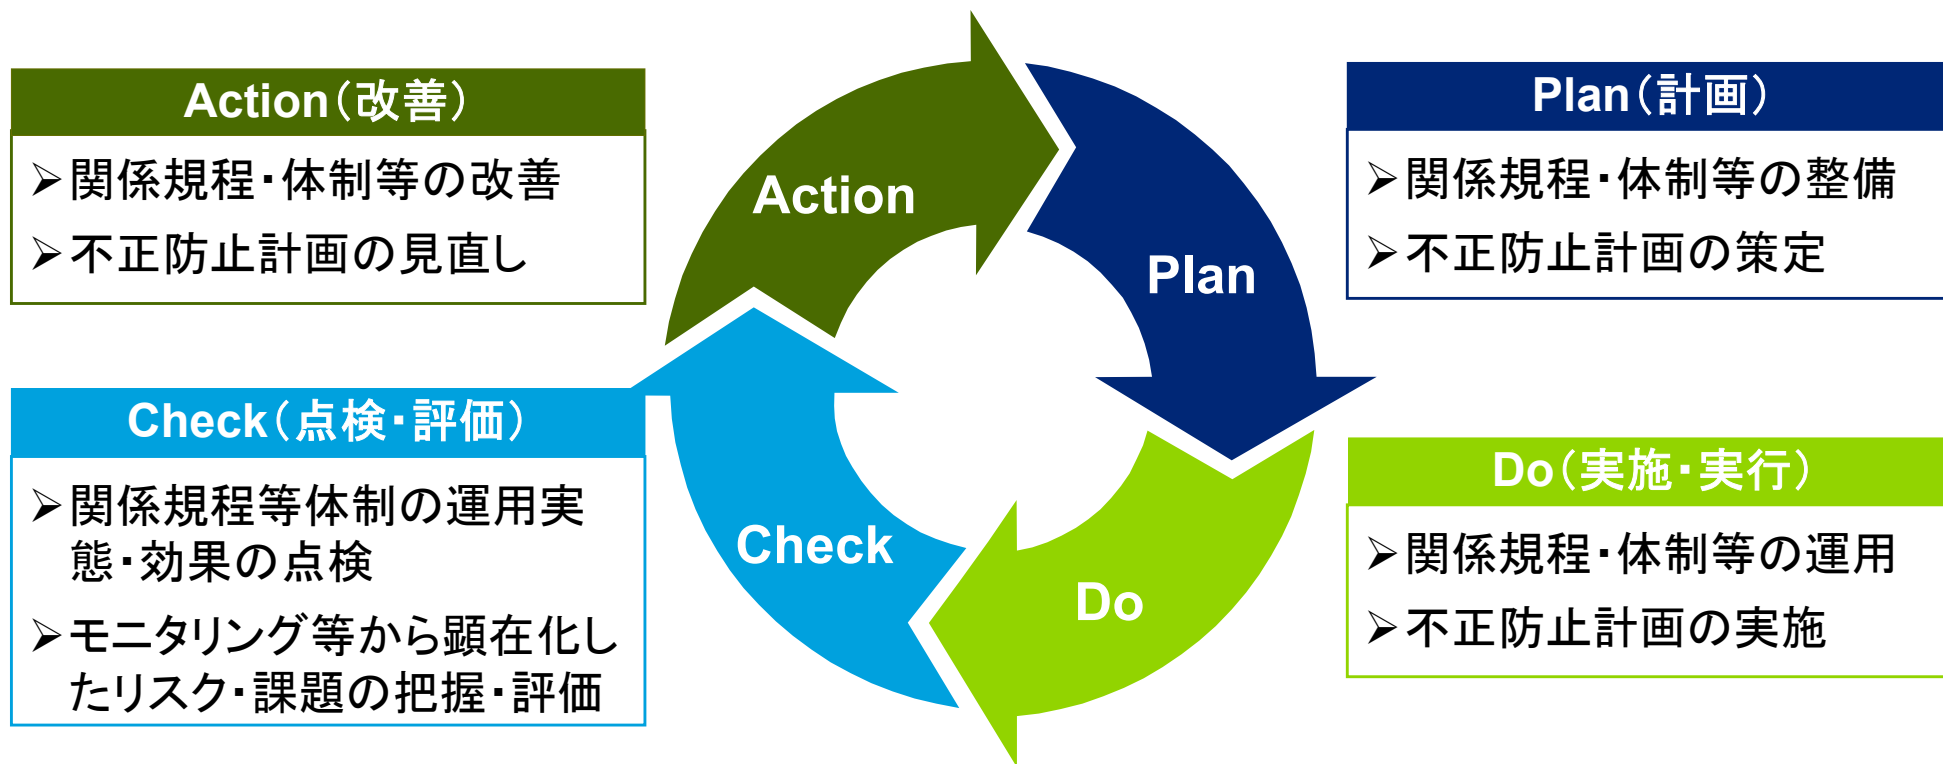 Action（改善）
➢関係規程・体制等の改善
➢不正防止計画の見直し
Action
Plan（計画）
➢関係規程・体制等の整備
➢不正防止計画の策定
Plan
Check（点検・評価）
➢関係規程等体制の運用実
態・効果の点検
➢モニタリング等から顕在化し
たリスク・課題の把握・評価
Check
Do（実施・実行）
➢関係規程・体制等の運用
➢不正防止計画の実施
Do